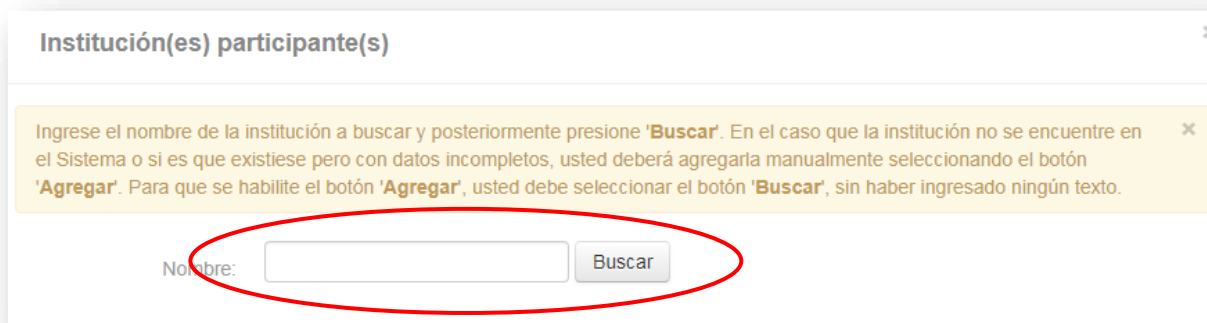 Institución(es) participante(s)
Ingrese el nombre de la institución a buscar y posteriormente presione 'Buscar'. En el caso que la institución no se encuentre en
el Sistema o si es que existiese pero con datos incompletos, usted deberá agregarla manualmente seleccionando el botón
'Agregar'. Para que se habilite el botón 'Agregar', usted debe seleccionar el botón 'Buscar', sin haber ingresado ningún texto.
Nombre: Buscar